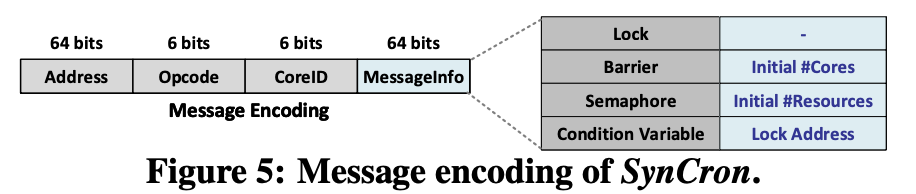 64 bits 6 bits 6 bits 64 bits
Address Opcode CoreID MessageInfo
Message Encoding
Lock -
Barrier Initial #Cores
Semaphore Initial #Resources
Condition Variable Lock Address
Figure 5: Message encoding of SynCron.